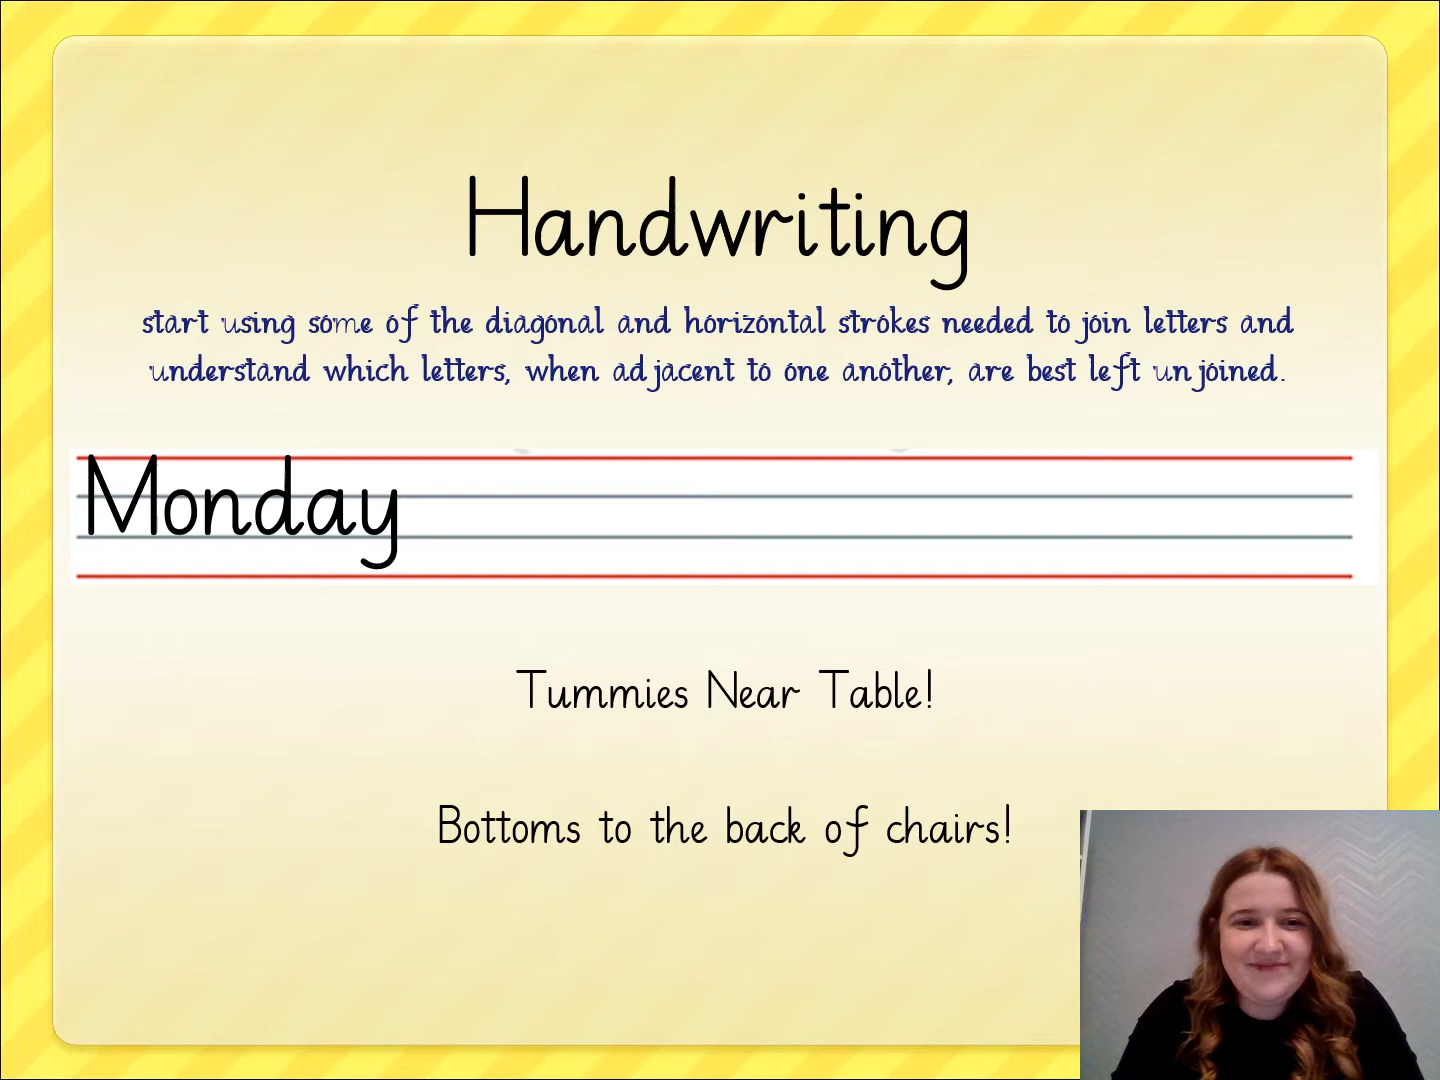 Handwriting
start using some of the diagonal and horizontal strokes needed to join letters and
understand which letters, when adjacent to one another, are best left unjoined.
Monday
Tummies Near Table!
Bottoms to the back of chairs!